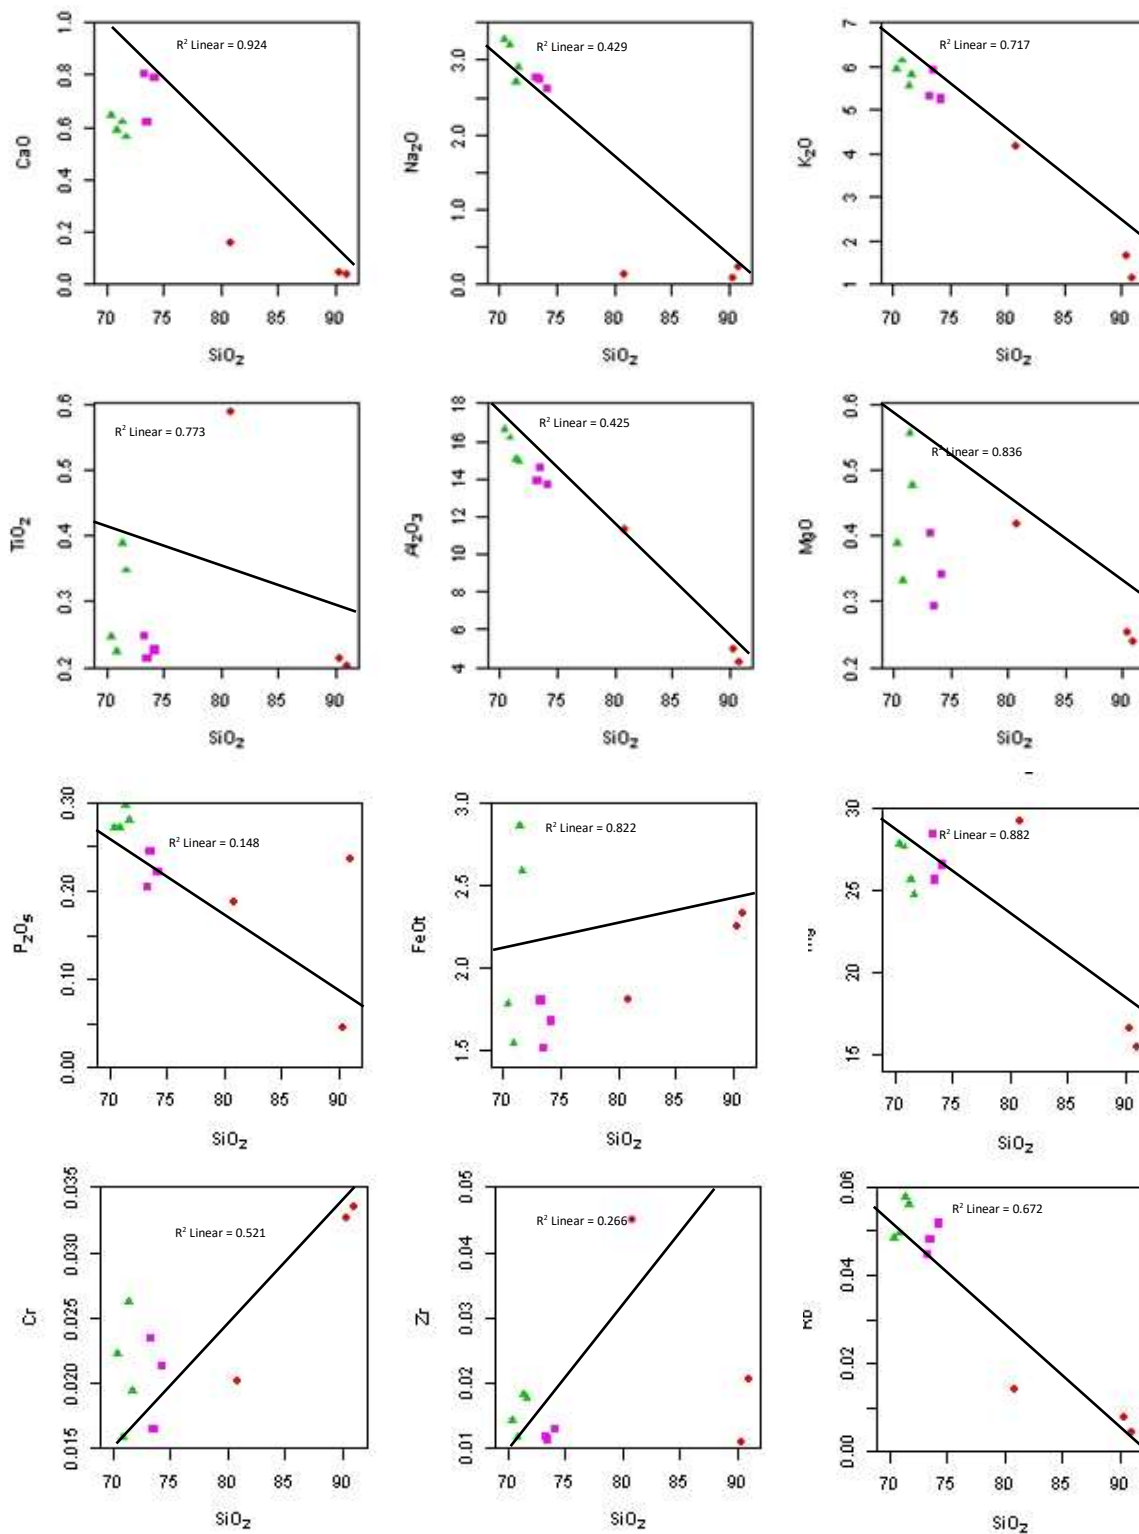 R² Linear = 0.924
CaO
0.0 0.2 0.4 0.6 0.8 1.0
70 75 80 85 90
SiO₂
R² Linear = 0.429
Na₂O
0.0 1.0 2.0 3.0
70 75 80 85 90
SiO₂
R² Linear = 0.717
K₂O
1 2 3 4 5 6 7
70 75 80 85 90
SiO₂
R² Linear = 0.773
TiO₂
0.2 0.3 0.4 0.5 0.6
70 75 80 85 90
SiO₂
R² Linear = 0.425
Al₂O₃
4 6 8 10 12 14 16 18
70 75 80 85 90
SiO₂
R² Linear = 0.836
MgO
0.2 0.3 0.4 0.5 0.6
70 75 80 85 90
SiO₂
R² Linear = 0.148
P₂O₅
0.00 0.10 0.20 0.30
70 75 80 85 90
SiO₂
R² Linear = 0.822
FeOt
1.5 2.0 2.5 3.0
70 75 80 85 90
SiO₂
R² Linear = 0.882
15 20 25 30
70 75 80 85 90
SiO₂
R² Linear = 0.521
Cr
0.015 0.020 0.025 0.030 0.035
70 75 80 85 90
SiO₂
R² Linear = 0.266
Zr
0.01 0.02 0.03 0.04 0.05
70 75 80 85 90
SiO₂
R² Linear = 0.672
Rb
0.00 0.02 0.04 0.06
70 75 80 85 90
SiO₂